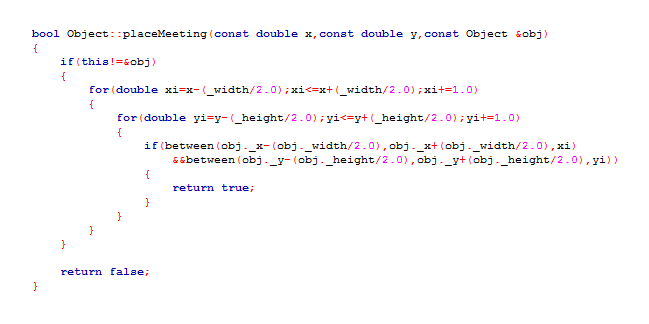 bool Object::placeMeeting(const double x,const double y,const Object &obj)
{
    if(this!=&obj)
    {
        for(double xi=x-(_width/2.0);xi<=x+(_width/2.0);xi+=1.0)
        {
            for(double yi=y-(_height/2.0);yi<=y+(_height/2.0);yi+=1.0)
            {
                if(between(obj._x-(obj._width/2.0),obj._x+(obj._width/2.0),xi)
                    &&between(obj._y-(obj._height/2.0),obj._y+(obj._height/2.0),yi))
                {
                    return true;
                }
            }
        }
    }

    return false;
}